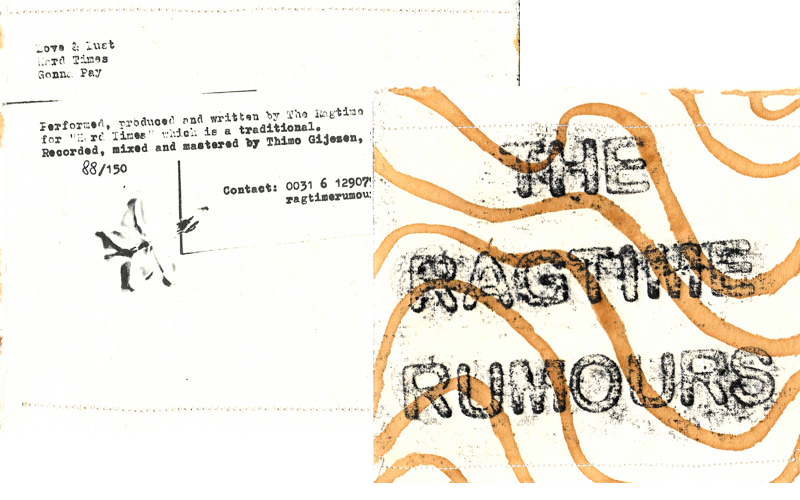 Love & Lust
Hard Times
Gonna Pay
Performed, produced and written by The Ragtime
for "Hard Times" which is a traditional.
Recorded, mixed and mastered by Thimo Gijezen,
88/150
Contact: 0031 6 12907
ragtimerumou
THE
RAGTIME
RUMOURS